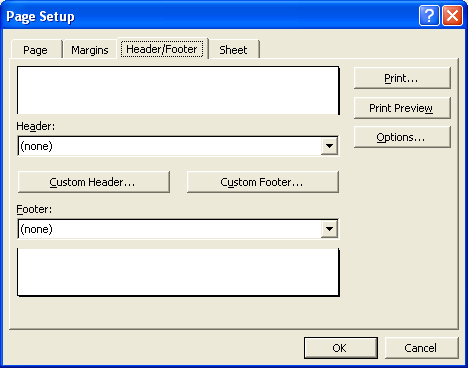 Page Setup
Page Margins Header/Footer Sheet
Print...
Print Preview
Header:
Options...
(none)
Custom Header... Custom Footer...
Footer:
(none)
OK Cancel